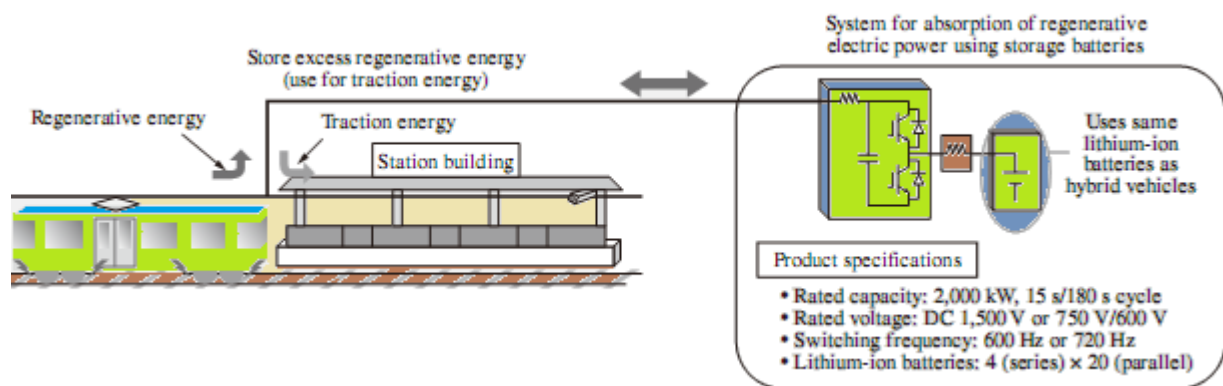 System for absorption of regenerative
electric power using storage batteries
Store excess regenerative energy
(use for traction energy)
Regenerative energy
Traction energy
Station building
Uses same
lithium-ion
batteries as
hybrid vehicles
Product specifications
• Rated capacity: 2,000 kW, 15 s/180 s cycle
• Rated voltage: DC 1,500 V or 750 V/600 V
• Switching frequency: 600 Hz or 720 Hz
• Lithium-ion batteries: 4 (series) × 20 (parallel)